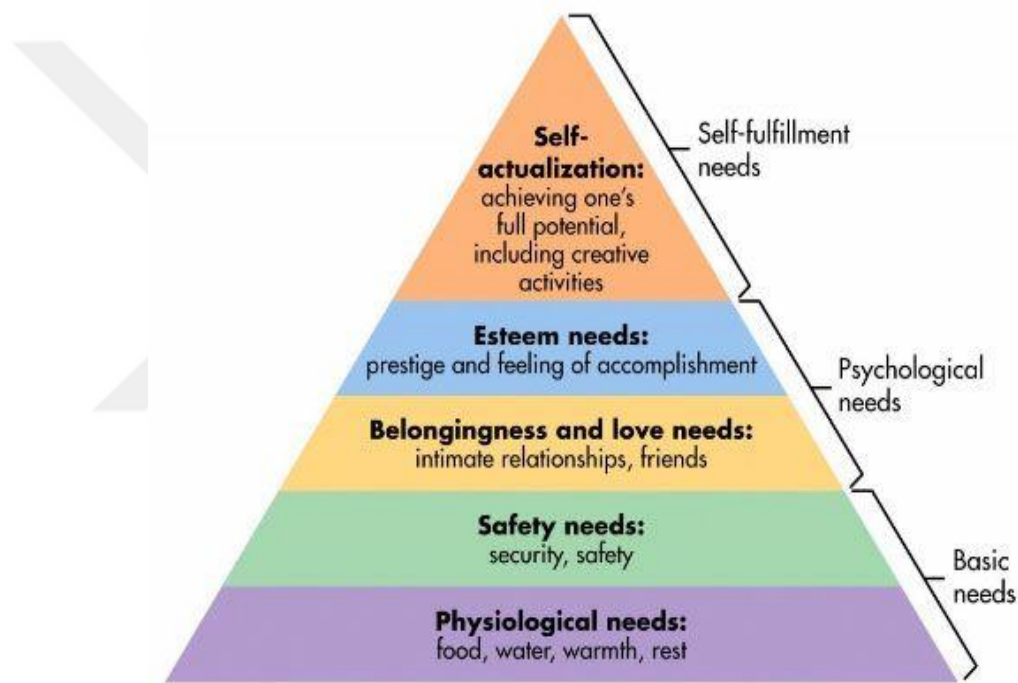 Self-
actualization:
achieving one's
full potential,
including creative
activities
Self-fulfillment
needs
Esteem needs:
prestige and feeling of accomplishment
Psychological
needs
Belongingness and love needs:
intimate relationships, friends
Safety needs:
security, safety
Basic
needs
Physiological needs:
food, water, warmth, rest